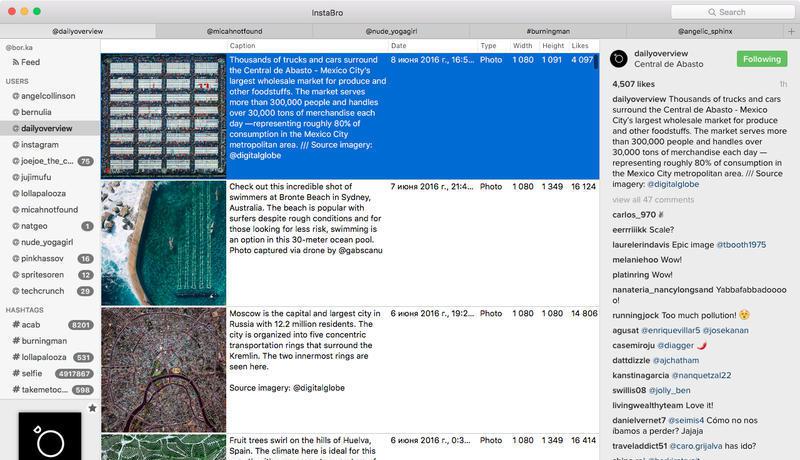 InstaBro
Search
@dailyoverview
@micahnotfound
@nude_yogagirl
#burningman
@angelic_sphinx
@bor.ka
Feed
USERS
@ angelcollinson
@ bernulia
@ dailyoverview
@ instagram
@ joejoe_the_c... 75
@ jujimufu
@ lollapalooza
@ micahnotfound
@ natgeo 1
@ nude_yogagirl
@ pinkhassov 16
@ spritesoren 12
@ techcrunch 29
HASHTAGS
# acab 8201
# burningman
# lollapalooza 531
# selfie 4917867
# takemetoc... 598
Caption Date Type Width Height Likes
Thousands of trucks and cars surround
the Central de Abasto - Mexico City's
largest wholesale market for produce and
other foodstuffs. The market serves
more than 300,000 people and handles
over 30,000 tons of merchandise each
day —representing roughly 80% of
consumption in the Mexico City
metropolitan area. /// Source imagery:
@digitalglobe
8 июня 2016 г., 16:5... Photo 1 080 1 091 4 097
Check out this incredible shot of
swimmers at Bronte Beach in Sydney,
Australia. The beach is popular with
surfers despite rough conditions and for
those looking for less risk, swimming is
an option in this 30-meter ocean pool.
Photo captured via drone by @gabscanu
7 июня 2016 г., 21:4... Photo 1 080 1 349 16 124
Moscow is the capital and largest city in
Russia with 12.2 million residents. The
city is organized into five concentric
transportation rings that surround the
Kremlin. The two innermost rings are
seen here.
Source imagery: @digitalglobe
6 июня 2016 г., 19:2... Photo 1 080 1 349 14 806
Fruit trees swirl on the hills of Huelva,
Spain. The climate here is ideal for this
6 июня 2016 г., 0:3... Photo 1 080 1 349 16 414
dailyoverview
Central de Abasto
Following
4,507 likes 1h
dailyoverview Thousands of trucks and cars
surround the Central de Abasto - Mexico
City's largest wholesale market for produce
and other foodstuffs. The market serves
more than 300,000 people and handles over
30,000 tons of merchandise each day —
representing roughly 80% of consumption in
the Mexico City metropolitan area. /// Source
imagery: @digitalglobe
view all 47 comments
carlos_970 ✌
eerrriiikk Scale?
laurelerindavis Epic image @tbooth1975
melaniehoo Wow!
platinring Wow!
nanateria_nancylongsand Yabbafabbadoooo
o!
runningjock Too much pollution! 😯
agusat @enriquevillar5 @josekanan
casemiroju @diagger 🌶
dattdizzle @ajchatham
kanstinagarcia @nanquetzal22
swillis08 @jolly_ben
livingwealthyteam Love it!
danielvernet7 @seimis4 Cómo no nos
íbamos a perder? Jajaja
traveladdict51 @caro.grijalva has ido?